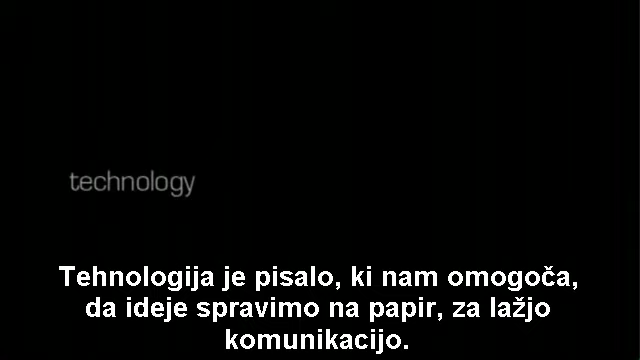 technology
Tehnologija je pisalo, ki nam omogoča,
da ideje spravimo na papir, za lažjo
komunikacijo.